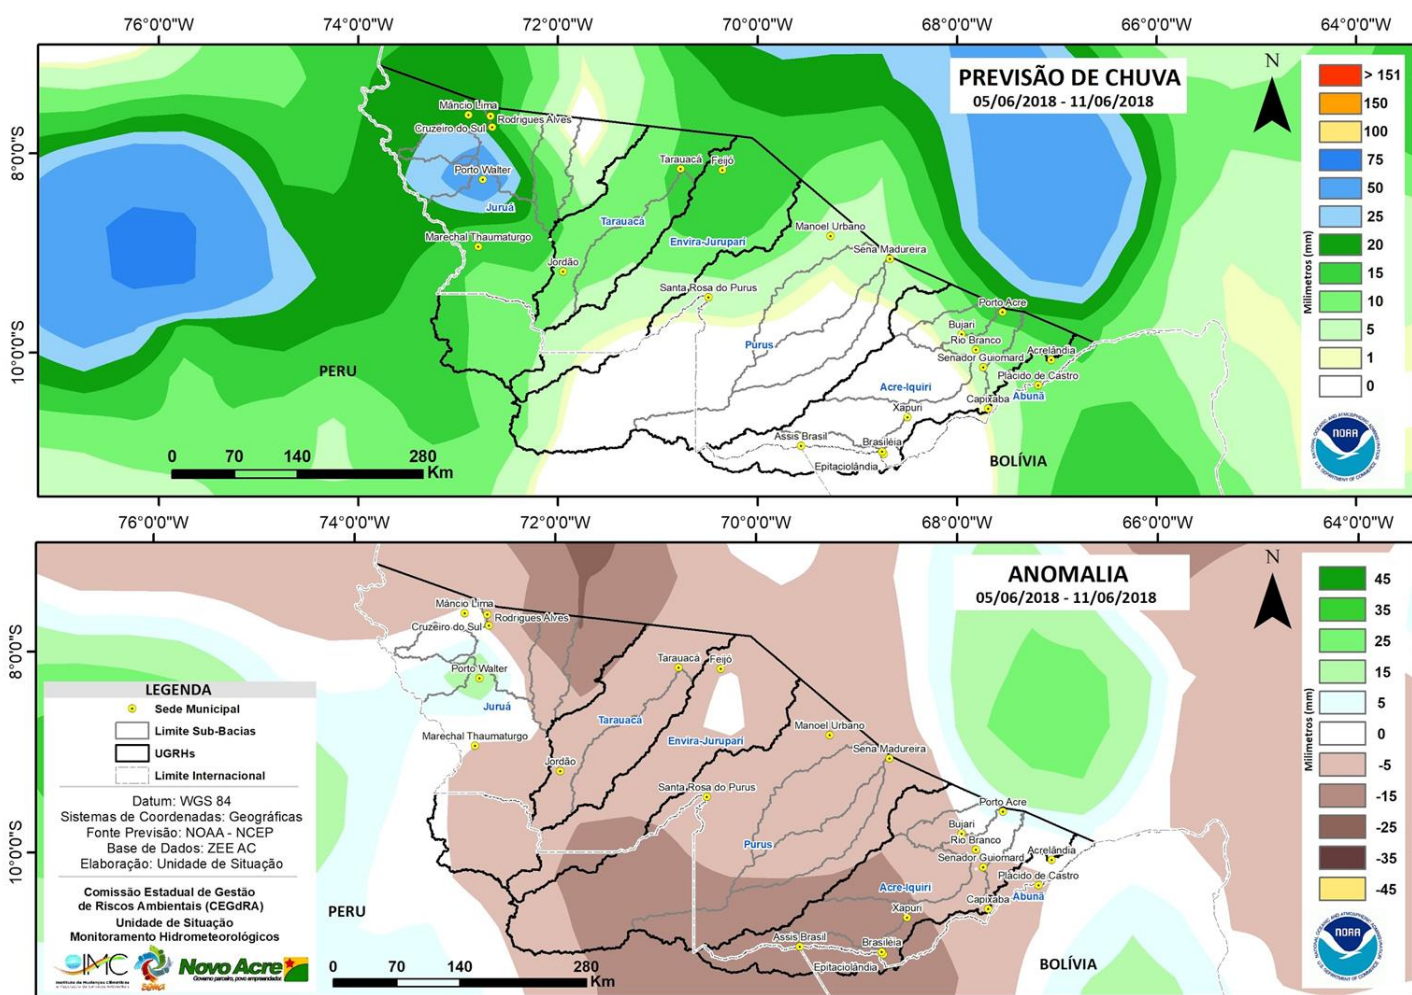 76°0'0"W 74°0'0"W 72°0'0"W 70°0'0"W 68°0'0"W 66°0'0"W 64°0'0"W
8°0'0"S
10°0'0"S
PREVISÃO DE CHUVA
05/06/2018 - 11/06/2018
N
Milímetros (mm)
> 151
150
100
75
50
25
20
15
10
5
1
0
NOAA
Mâncio Lima
Rodrigues Alves
Cruzeiro do Sul
Porto Walter
Juruá
Marechal Thaumaturgo
Tarauacá
Feijó
Tarauacá
Envira-Jurupari
Jordão
Manoel Urbano
Sena Madureira
Santa Rosa do Purus
Purus
Porto Acre
Bujari
Rio Branco
Senador Guiomard
Acrelândia
Plácido de Castro
Abunã
Acre-Iquiri
Capixaba
Xapuri
Assis Brasil
Brasiléia
Epitaciolândia
PERU
BOLÍVIA
0 70 140 280
Km
76°0'0"W 74°0'0"W 72°0'0"W 70°0'0"W 68°0'0"W 66°0'0"W 64°0'0"W
8°0'0"S
10°0'0"S
ANOMALIA
05/06/2018 - 11/06/2018
N
Milímetros (mm)
45
35
25
15
5
0
-5
-15
-25
-35
-45
NOAA
Mâncio Lima
Rodrigues Alves
Cruzeiro do Sul
Porto Walter
Juruá
Marechal Thaumaturgo
Tarauacá
Feijó
Tarauacá
Envira-Jurupari
Jordão
Manoel Urbano
Sena Madureira
Santa Rosa do Purus
Purus
Porto Acre
Bujari
Rio Branco
Senador Guiomard
Acrelândia
Plácido de Castro
Abunã
Acre-Iquiri
Capixaba
Xapuri
Assis Brasil
Brasiléia
Epitaciolândia
PERU
BOLÍVIA
0 70 140 280
Km
LEGENDA
Sede Municipal
Limite Sub-Bacias
UGRHs
Limite Internacional
Datum: WGS 84
Sistemas de Coordenadas: Geográficas
Fonte Previsão: NOAA - NCEP
Base de Dados: ZEE AC
Elaboração: Unidade de Situação
Comissão Estadual de Gestão
de Riscos Ambientais (CEGdRA)
Unidade de Situação
Monitoramento Hidrometeorológicos
IMC
Novo Acre
Governo parceiro, povo empreendedor